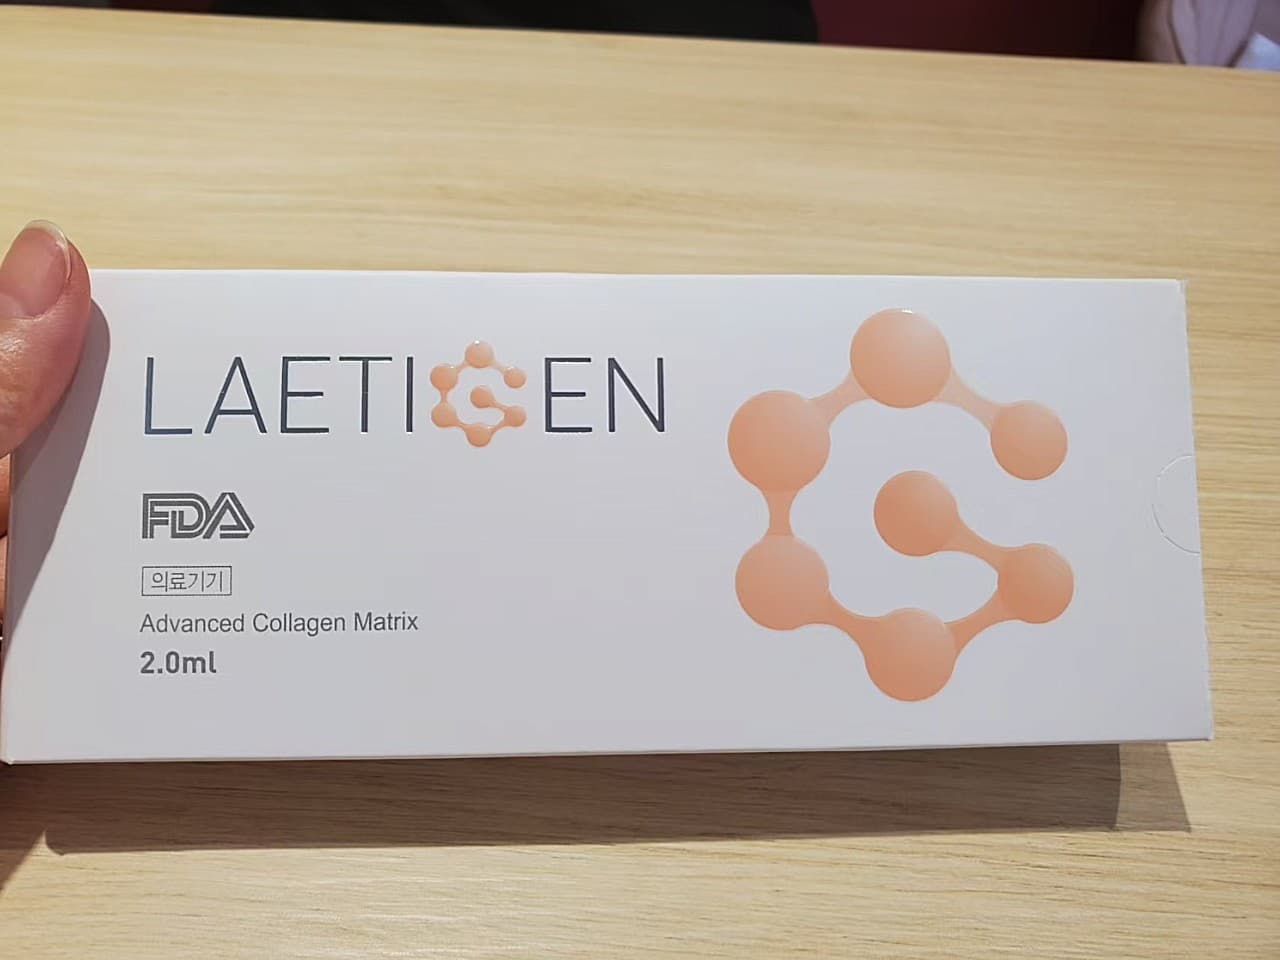 LAETIGEN
FDA
의료기기
Advanced Collagen Matrix
2.0ml